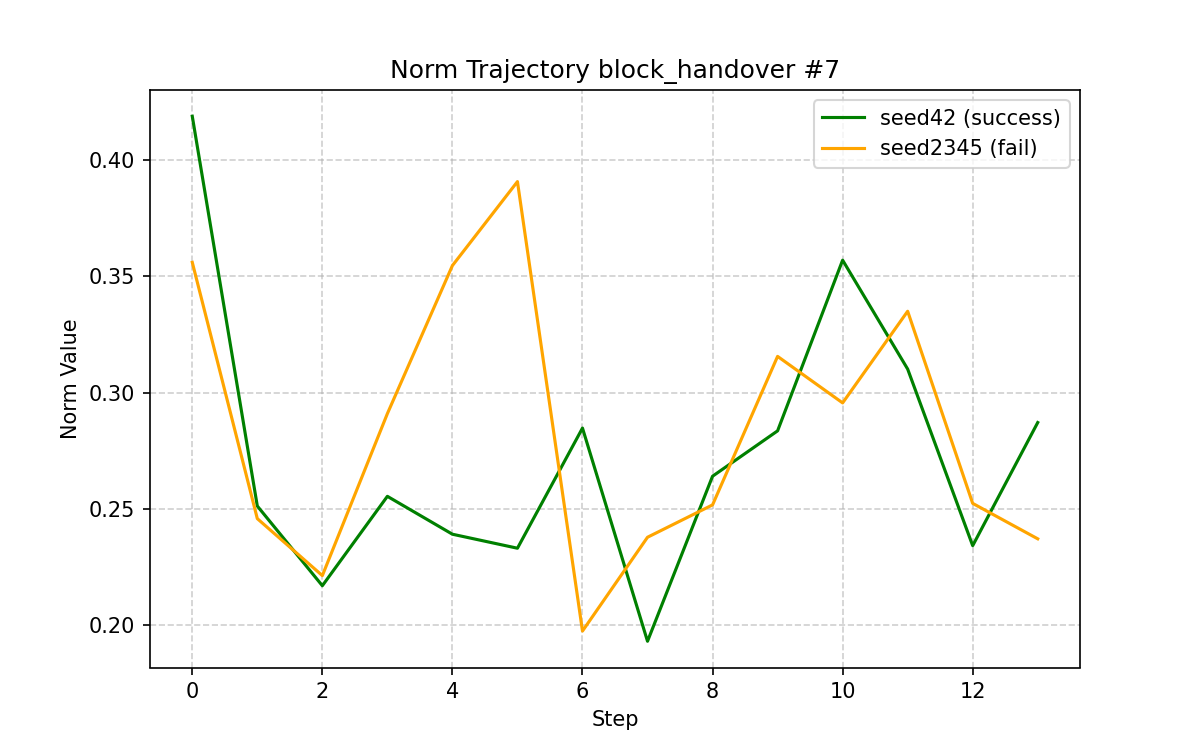 Norm Trajectory block_handover #7
seed42 (success)
seed2345 (fail)
Norm Value
0.40
0.35
0.30
0.25
0.20
0 2 4 6 8 10 12
Step